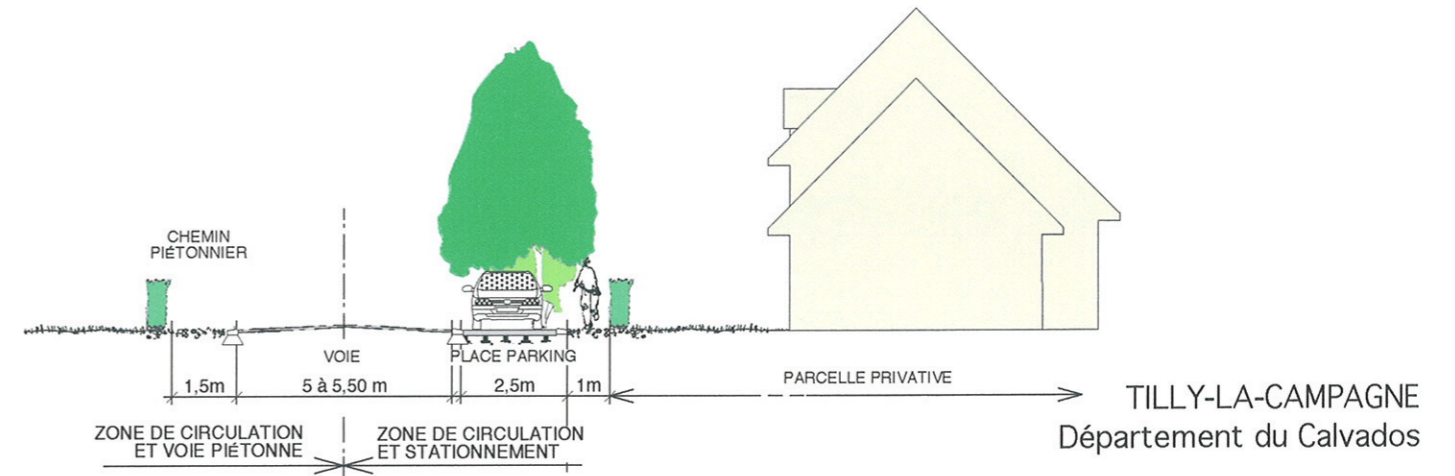 CHEMIN
PIÉTONNIER
VOIE
PLACE PARKING
1,5m
5 à 5,50 m
2,5m
1m
PARCELLE PRIVATIVE
ZONE DE CIRCULATION
ET VOIE PIÉTONNE
ZONE DE CIRCULATION
ET STATIONNEMENT
TILLY-LA-CAMPAGNE
Département du Calvados